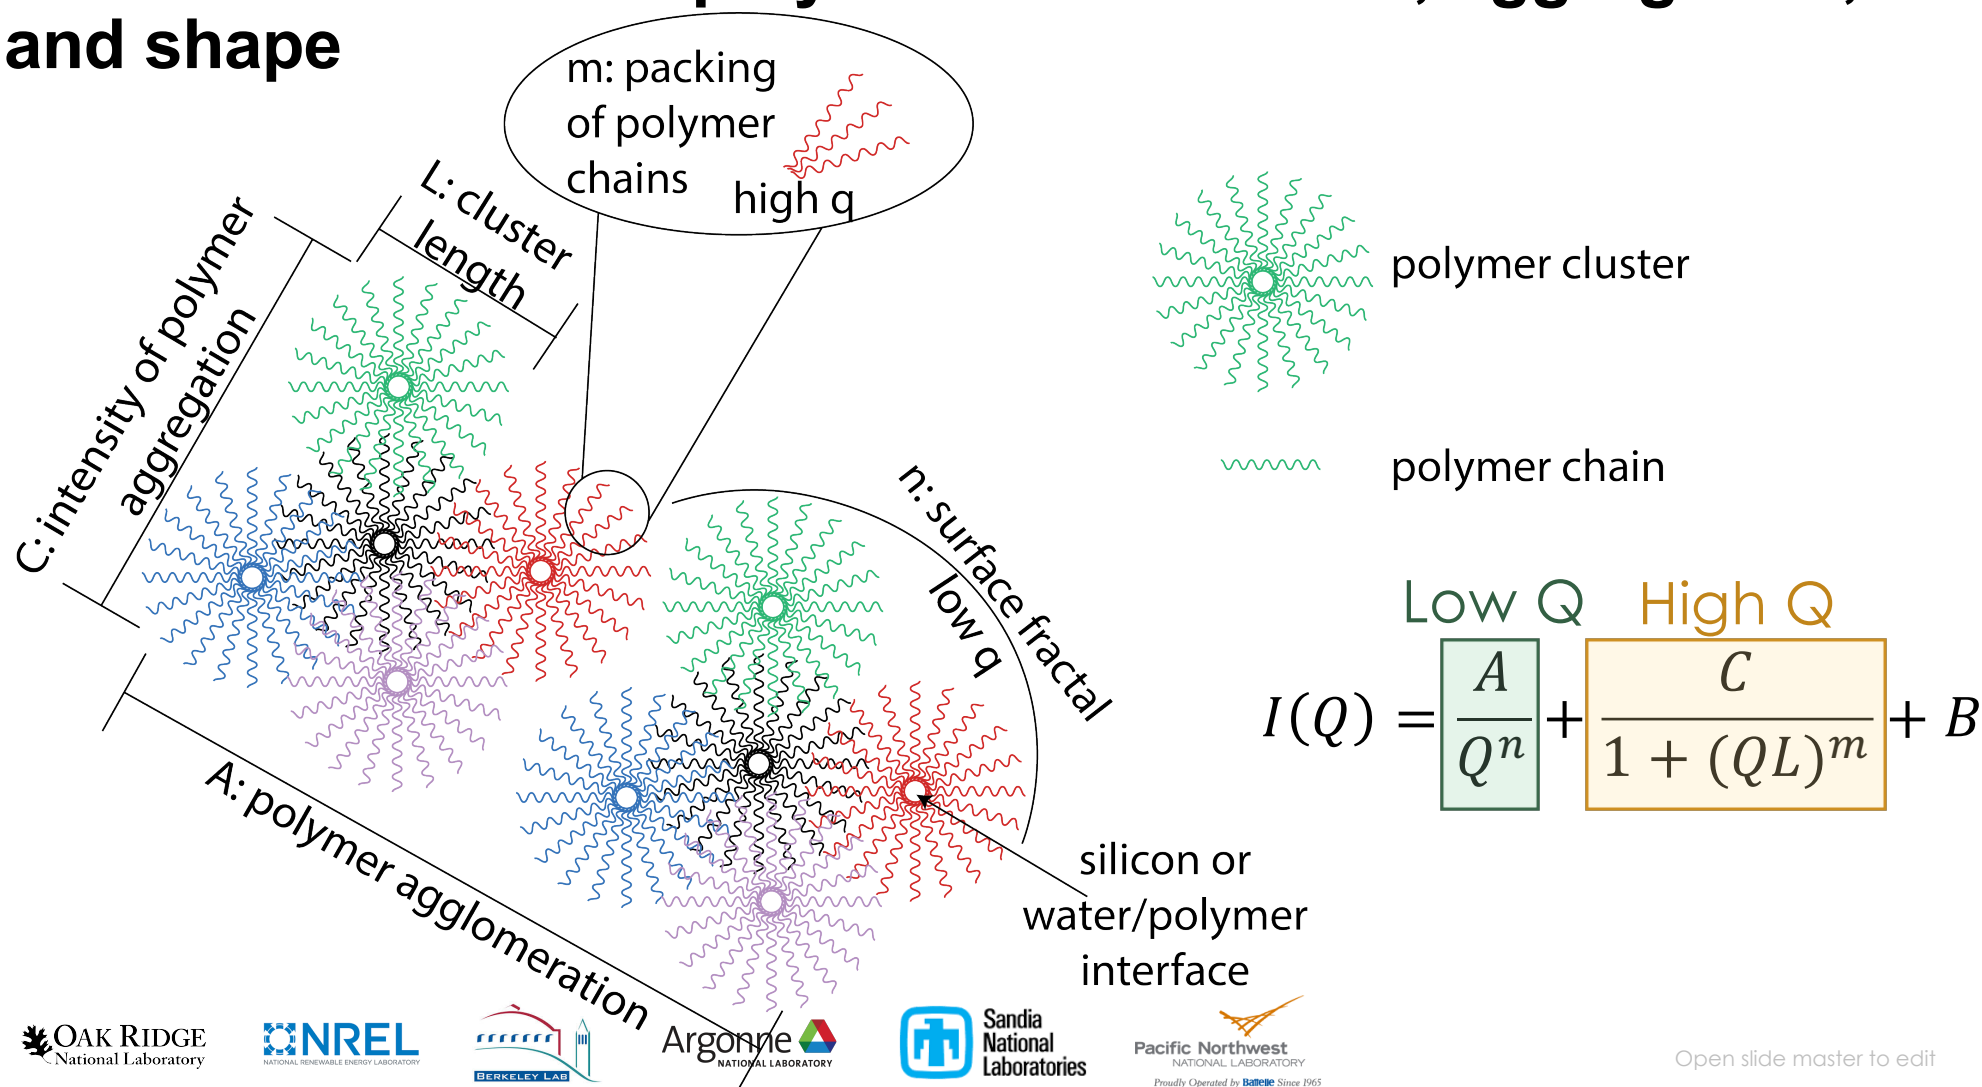 and shape
m: packing
of polymer
chains
high q
L: cluster
length
C: intensity of polymer
aggregation
polymer cluster
polymer chain
n: surface fractal
low q
Low Q High Q
I(Q) = A/Q^n + C/(1 + (QL)^m) + B
A: polymer agglomeration
silicon or
water/polymer
interface
OAK RIDGE
National Laboratory
NREL
NATIONAL RENEWABLE ENERGY LABORATORY
BERKELEY LAB
Argonne
NATIONAL LABORATORY
Sandia
National
Laboratories
Pacific Northwest
NATIONAL LABORATORY
Proudly Operated by Battelle Since 1965
Open slide master to edit